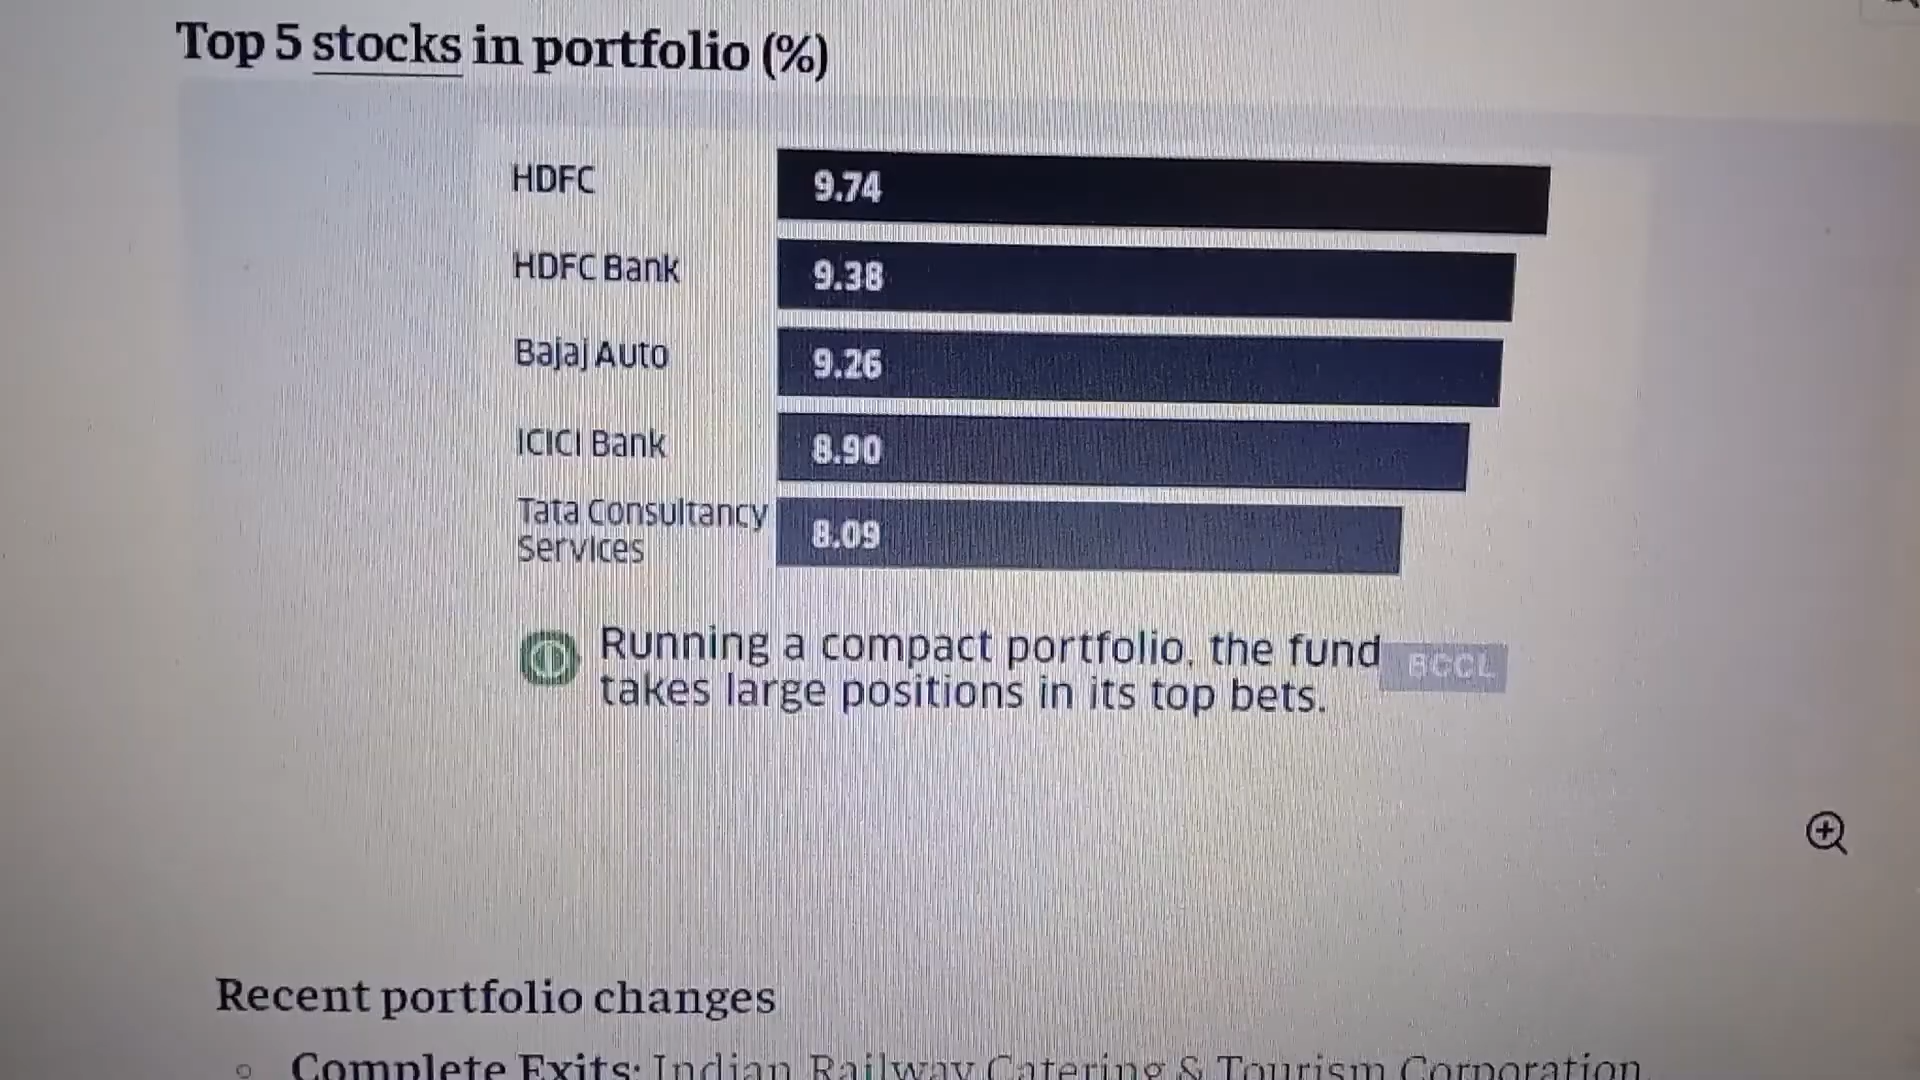 Top 5 stocks in portfolio (%)
HDFC 9.74
HDFC Bank 9.38
Bajaj Auto 9.26
ICICI Bank 8.90
Tata Consultancy
Services 8.09
Running a compact portfolio, the fund
takes large positions in its top bets.
BCCL
Recent portfolio changes
Complete Exits: Indian Railway Catering & Tourism Corporation